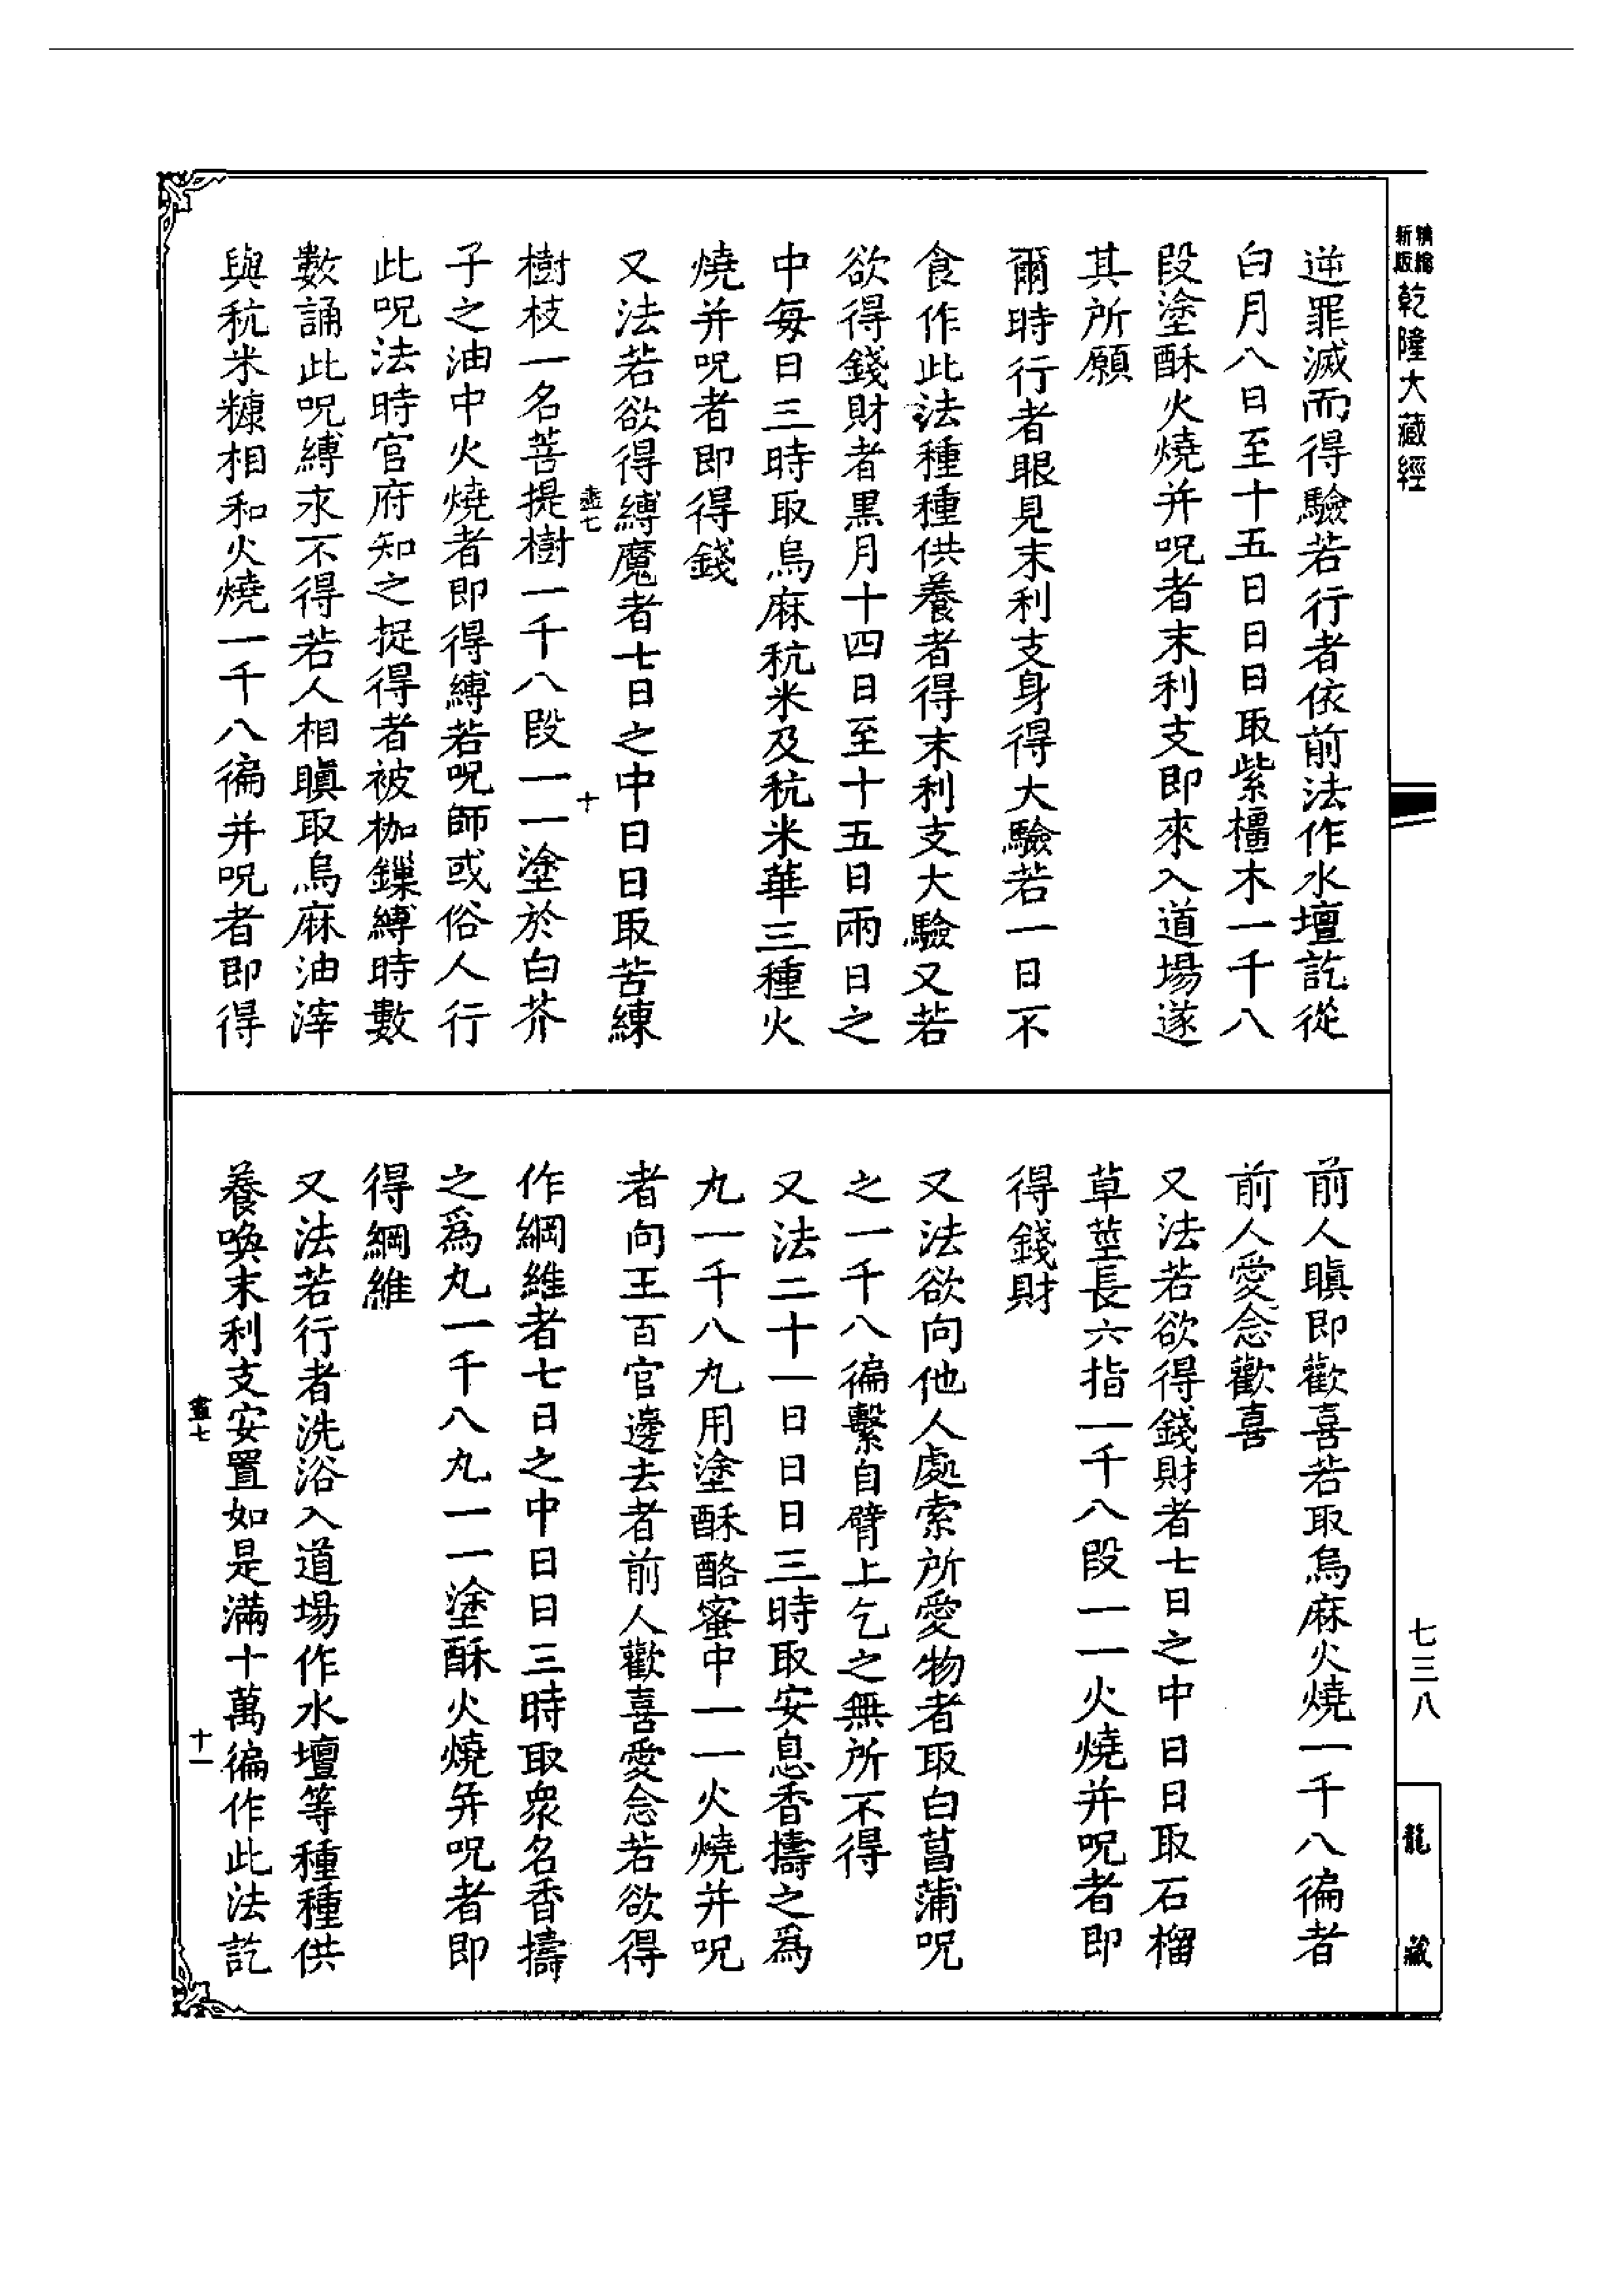 精縮
新版
乾隆大藏經
逆罪滅而得驗若行者依前法作水壇訖從
白月八日至十五日日日取紫橿木一千八
段塗酥火燒并呪者末利支即來入道場遂
其所願
爾時行者眼見末利支身得大驗若一日不
食作此法種種供養者得末利支大驗又若
欲得錢財者黑月十四日至十五日兩日之
中每日三時取烏麻秔米及秔米華三種火
燒并呪者即得錢
又法若欲得縛魔者七日之中日日取苦練
七
十
樹枝一名菩提樹一千八段一一塗於白芥
子之油中火燒者即得縛若呪師或俗人行
此呪法時官府知之捉得者被枷鏁縛時數
數誦此呪縛求不得若人相瞋取烏麻油滓
與秔米糠相和火燒一千八徧并呪者即得
前人瞋即歡喜若取烏麻火燒一千八徧者
前人愛念歡喜
又法若欲得錢財者七日之中日日取石榴
草莖長六指一千八段一一火燒并呪者即
得錢財
又法欲向他人處索所愛物者取白菖蒲呪
之一千八徧繫自臂上乞之無所不得
又法二十一日日日三時取安息香擣之為
丸一千八丸用塗酥酪蜜中一一火燒并呪
者向王百官邊去者前人歡喜愛念若欲得
作綱維者七日之中日日三時取眾名香擣
之為丸一千八丸一一塗酥火燒并呪者即
得綱維
又法若行者洗浴入道場作水壇等種種供
養喚末利支安置如是滿十萬徧作此法訖
七
十一
七三八
龍藏